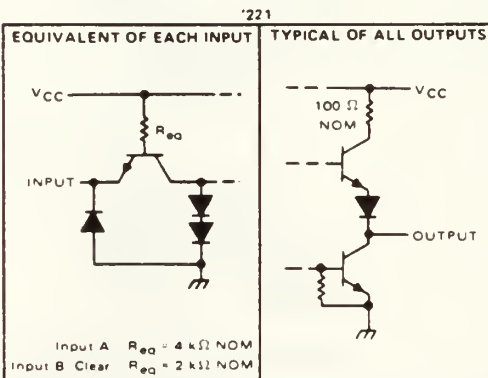 '221
EQUIVALENT OF EACH INPUT
VCC
Req
INPUT
Input A Req = 4 kΩ NOM
Input B Clear Req = 2 kΩ NOM
TYPICAL OF ALL OUTPUTS
VCC
100 Ω
NOM
OUTPUT